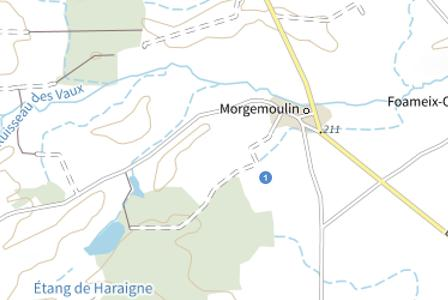 Ruisseau des Vaux
Morgemoulin
Foameix-O
211
1
Étang de Haraigne